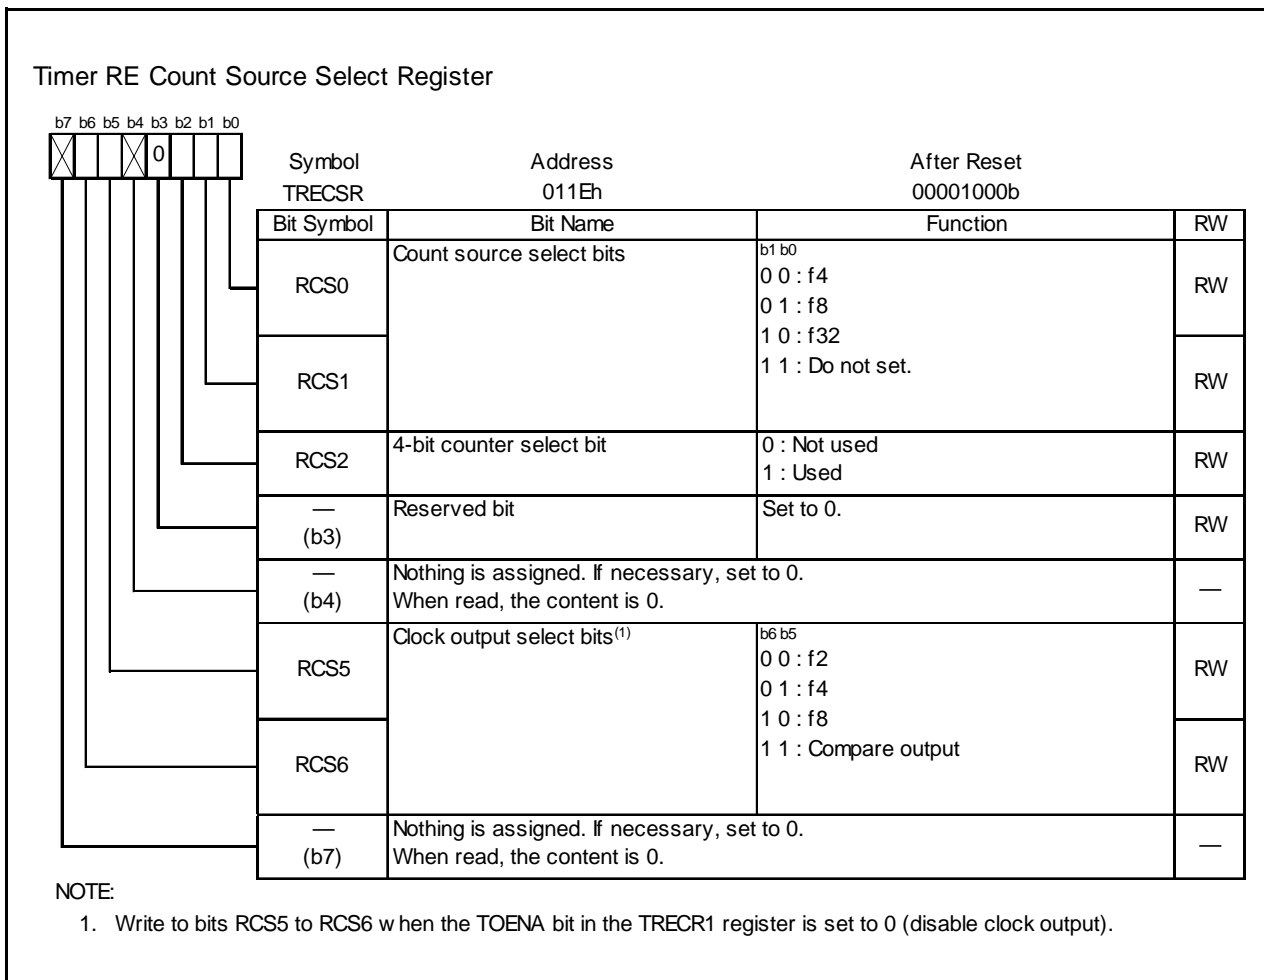 Timer RE Count Source Select Register
b7 b6 b5 b4 b3 b2 b1 b0
0
Symbol Address After Reset
TRECSR 011Eh 00001000b
Bit Symbol Bit Name Function RW
RCS0 Count source select bits b1 b0 RW
0 0 : f4
0 1 : f8
1 0 : f32
RCS1 1 1 : Do not set. RW
RCS2 4-bit counter select bit 0 : Not used RW
1 : Used
— Reserved bit Set to 0. RW
(b3)
— Nothing is assigned. If necessary, set to 0. —
(b4) When read, the content is 0.
RCS5 Clock output select bits(1) b6 b5 RW
0 0 : f2
0 1 : f4
1 0 : f8
RCS6 1 1 : Compare output RW
— Nothing is assigned. If necessary, set to 0. —
(b7) When read, the content is 0.
NOTE:
1. Write to bits RCS5 to RCS6 when the TOENA bit in the TRECR1 register is set to 0 (disable clock output).